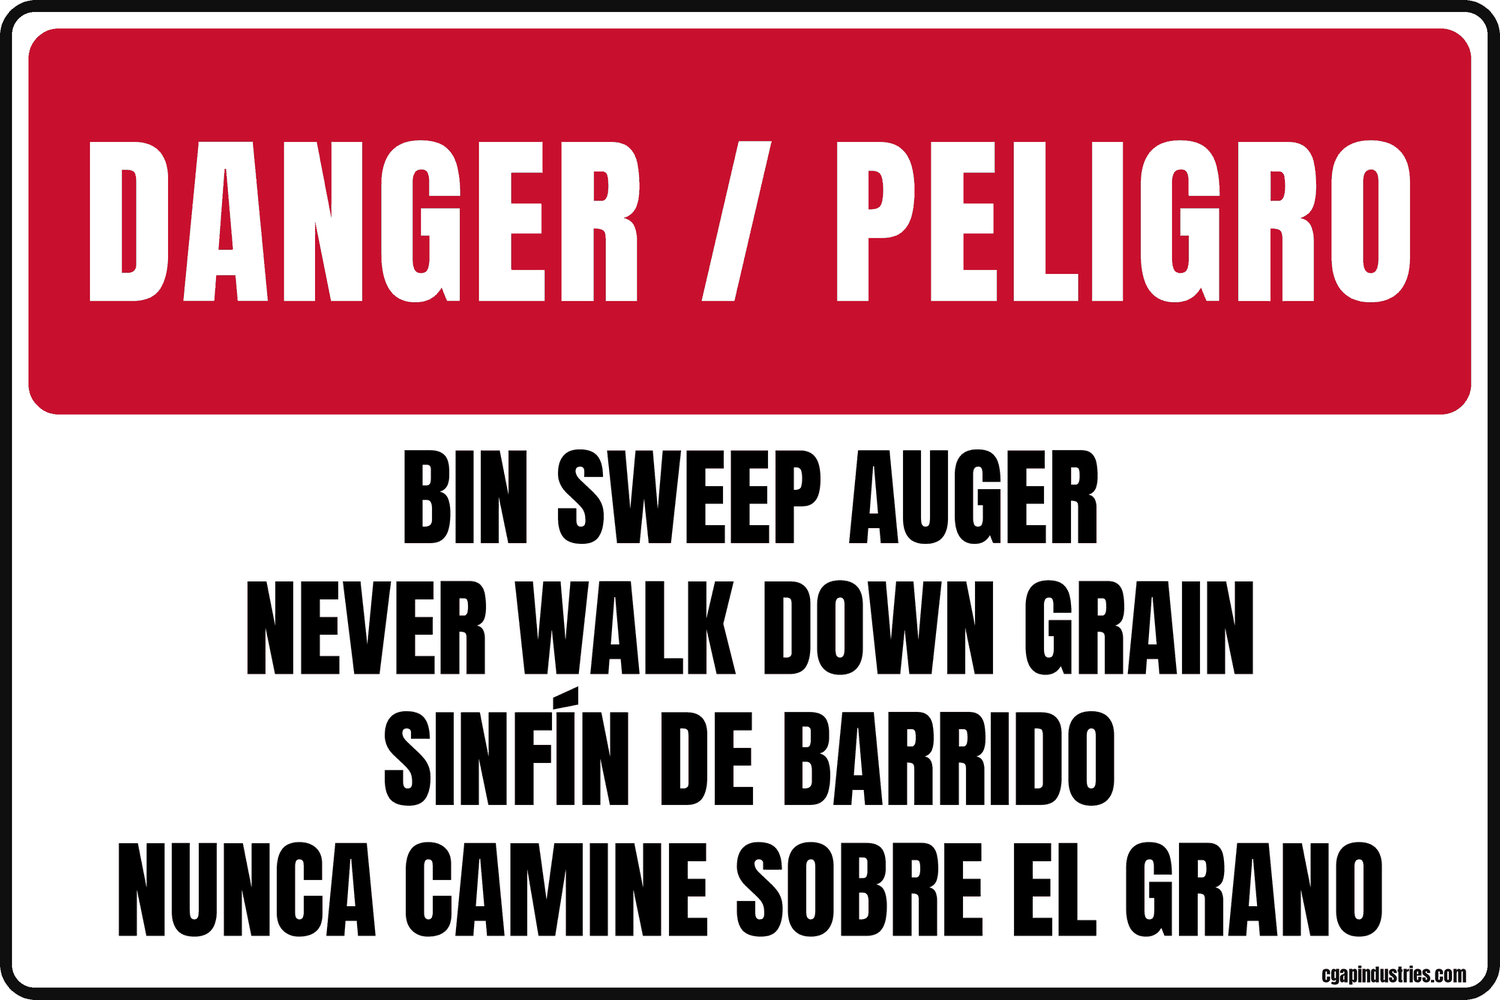 DANGER / PELIGRO
BIN SWEEP AUGER
NEVER WALK DOWN GRAIN
SINFÍN DE BARRIDO
NUNCA CAMINE SOBRE EL GRANO
cgapindustries.com